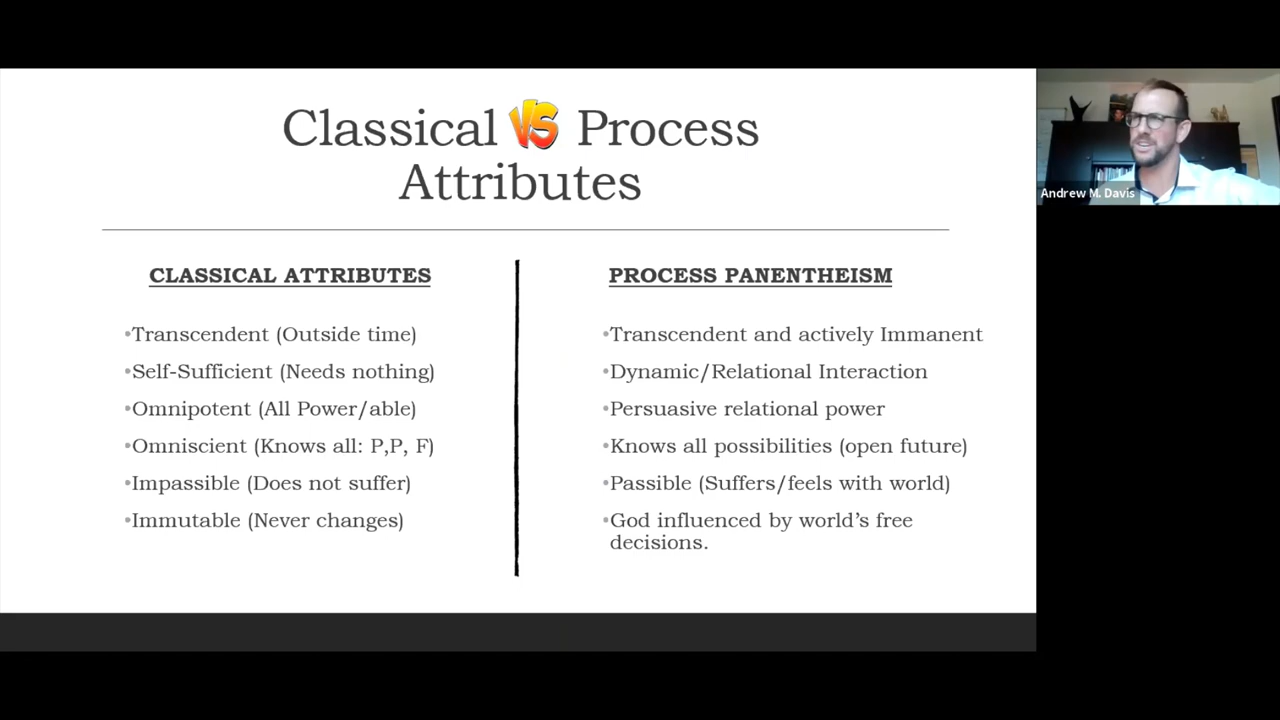 Classical VS Process
Attributes
CLASSICAL ATTRIBUTES
•Transcendent (Outside time)
•Self-Sufficient (Needs nothing)
•Omnipotent (All Power/able)
•Omniscient (Knows all: P,P, F)
•Impassible (Does not suffer)
•Immutable (Never changes)
PROCESS PANENTHEISM
•Transcendent and actively Immanent
•Dynamic/Relational Interaction
•Persuasive relational power
•Knows all possibilities (open future)
•Passible (Suffers/feels with world)
•God influenced by world’s free
decisions.
Andrew M. Davis